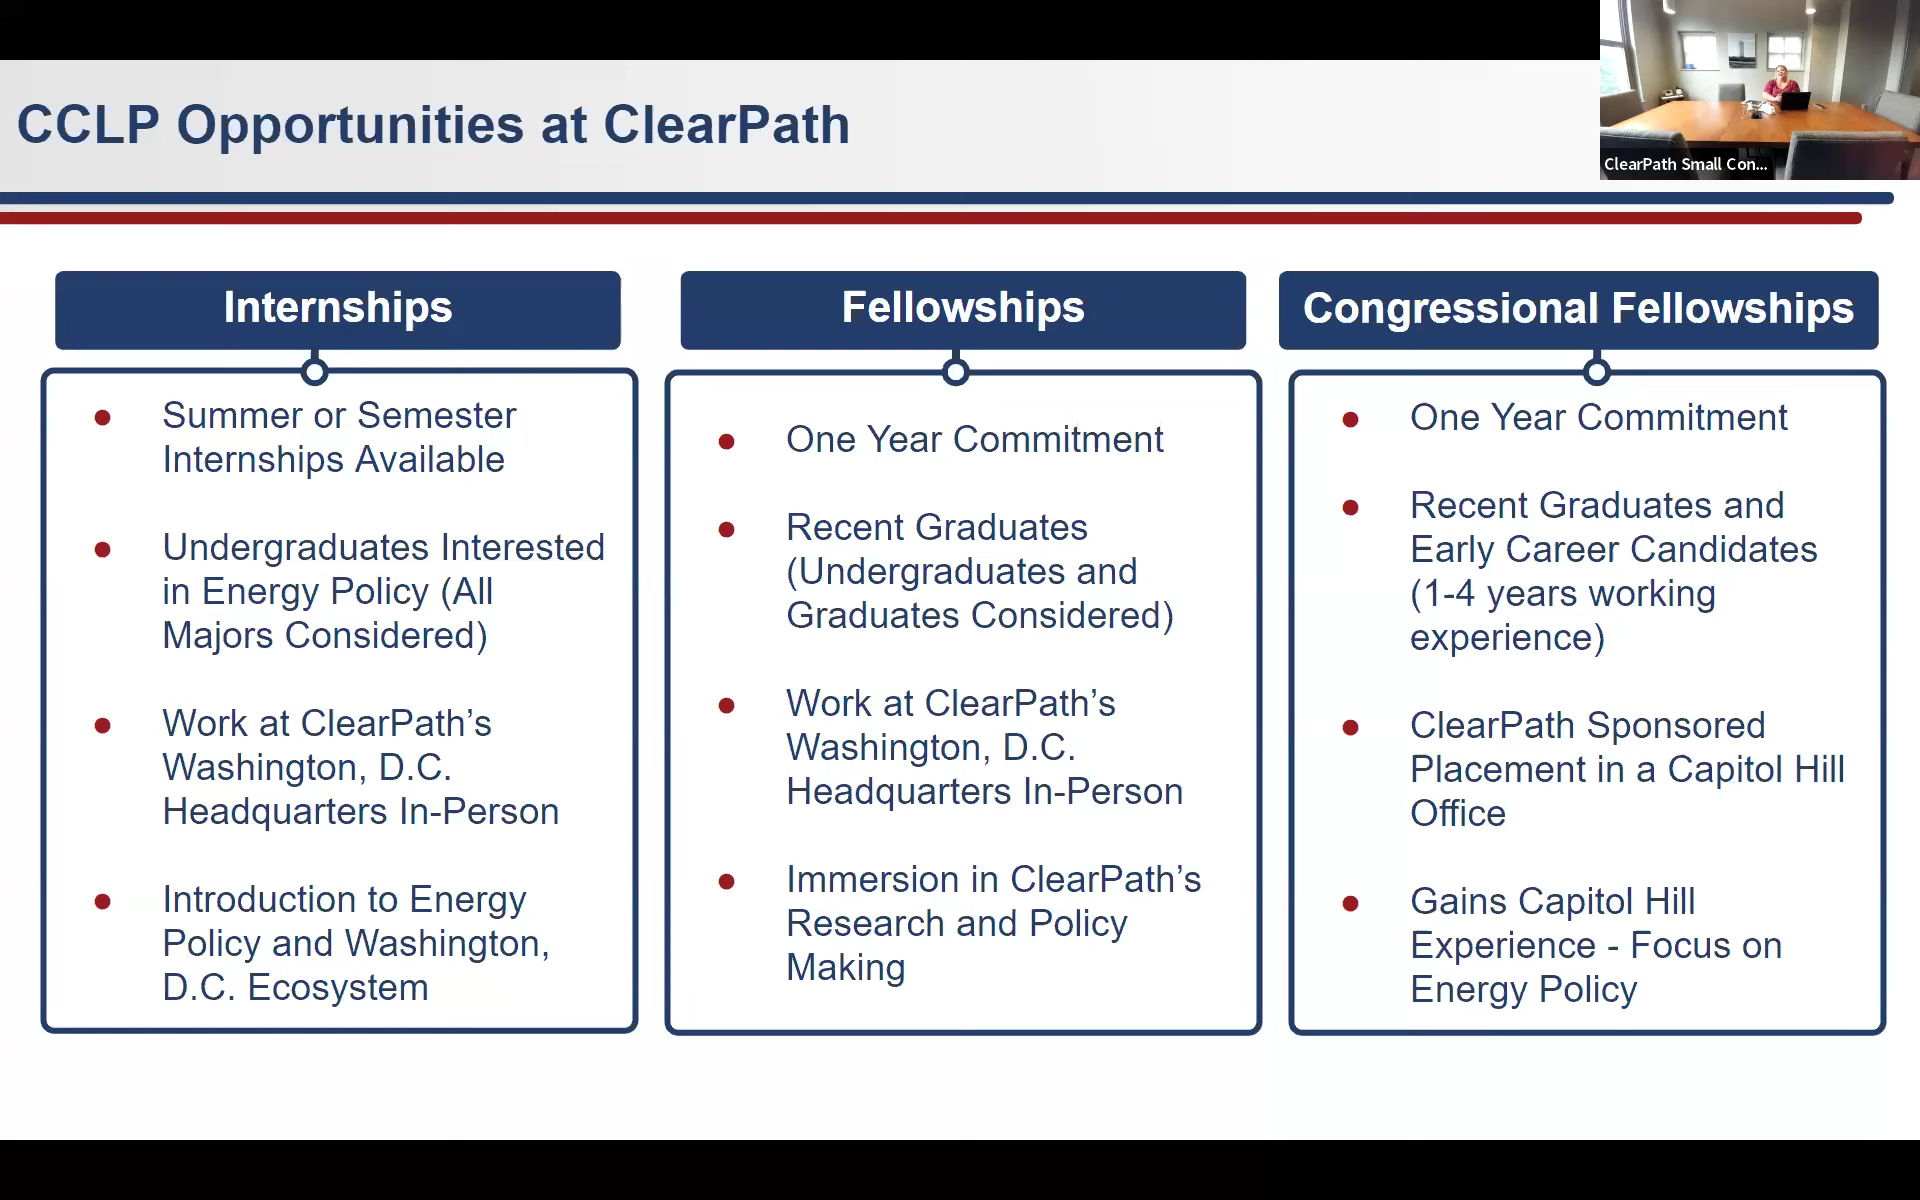 CCLP Opportunities at ClearPath
ClearPath Small Con...
Internships
Summer or Semester
Internships Available
Undergraduates Interested
in Energy Policy (All
Majors Considered)
Work at ClearPath’s
Washington, D.C.
Headquarters In-Person
Introduction to Energy
Policy and Washington,
D.C. Ecosystem
Fellowships
One Year Commitment
Recent Graduates
(Undergraduates and
Graduates Considered)
Work at ClearPath’s
Washington, D.C.
Headquarters In-Person
Immersion in ClearPath’s
Research and Policy
Making
Congressional Fellowships
One Year Commitment
Recent Graduates and
Early Career Candidates
(1-4 years working
experience)
ClearPath Sponsored
Placement in a Capitol Hill
Office
Gains Capitol Hill
Experience - Focus on
Energy Policy